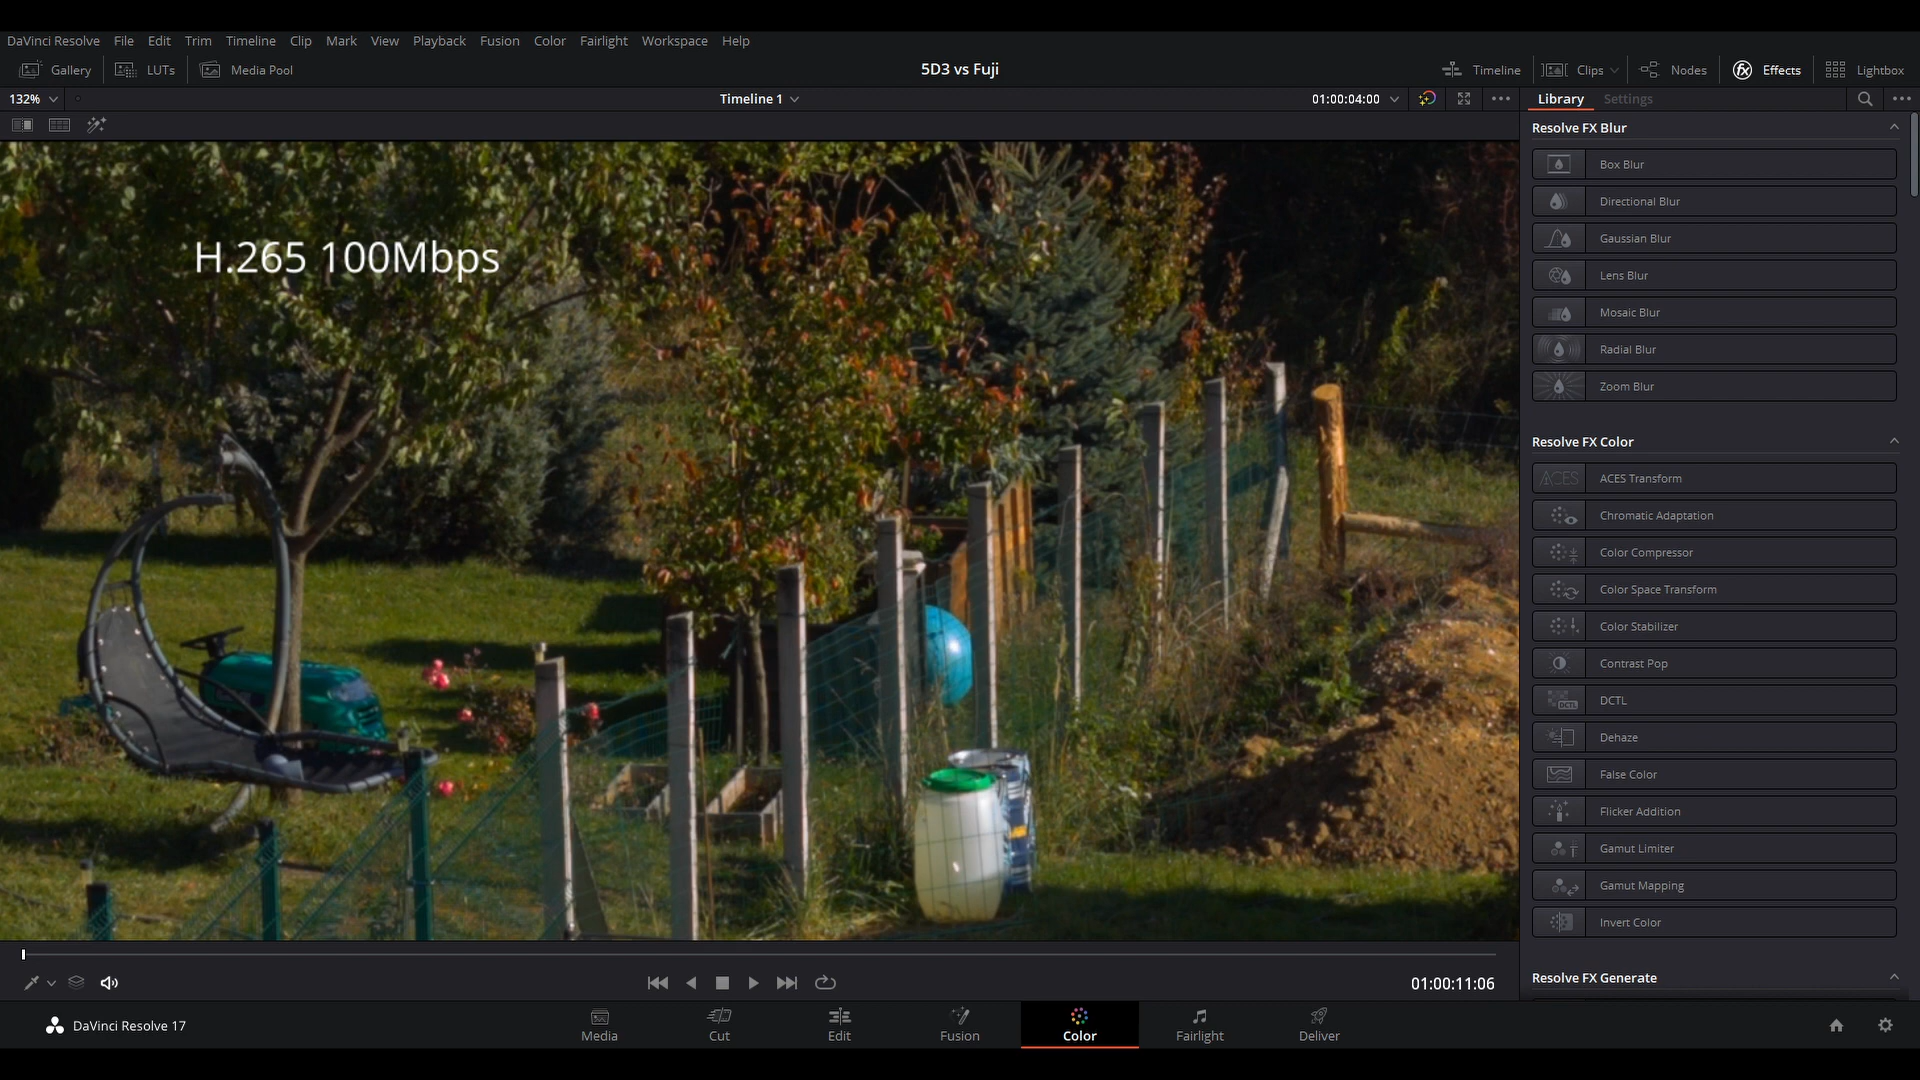 DaVinci Resolve File Edit Trim Timeline Clip Mark View Playback Fusion Color Fairlight Workspace Help
Gallery LUTs Media Pool 5D3 vs Fuji Timeline Clips Nodes Effects Lightbox
132% Timeline 1 01:00:04:00 Library Settings
Resolve FX Blur
Box Blur
Directional Blur
Gaussian Blur
Lens Blur
Mosaic Blur
Radial Blur
Zoom Blur
Resolve FX Color
ACES ACES Transform
Chromatic Adaptation
Color Compressor
Color Space Transform
Color Stabilizer
Contrast Pop
DCTL DCTL
Dehaze
False Color
Flicker Addition
Gamut Limiter
Gamut Mapping
Invert Color
Resolve FX Generate
H.265 100Mbps
01:00:11:06
DaVinci Resolve 17 Media Cut Edit Fusion Color Fairlight Deliver